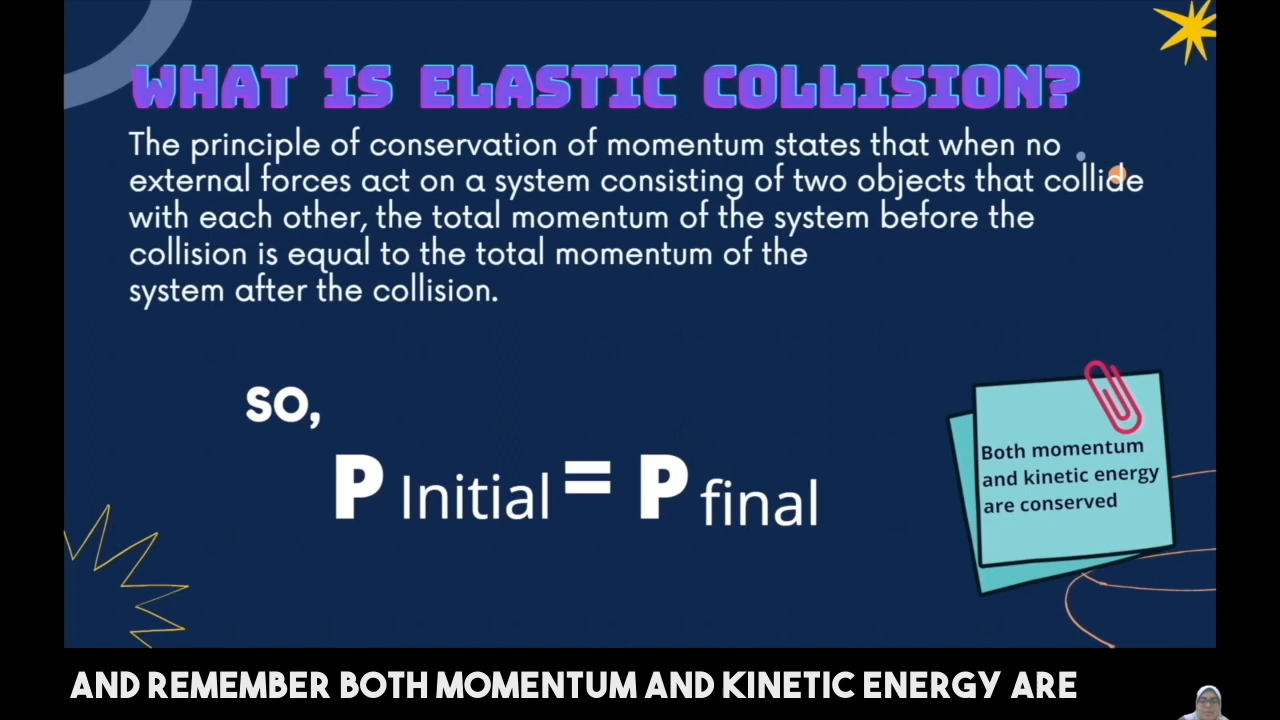 WHAT IS ELASTIC COLLISION?
The principle of conservation of momentum states that when no
external forces act on a system consisting of two objects that collide
with each other, the total momentum of the system before the
collision is equal to the total momentum of the
system after the collision.
so,
P Initial = P final
Both momentum
and kinetic energy
are conserved
AND REMEMBER BOTH MOMENTUM AND KINETIC ENERGY ARE